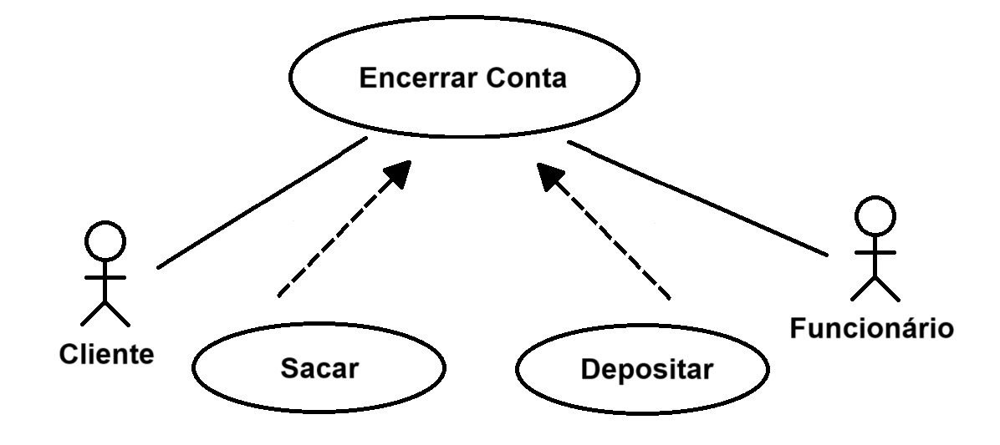 Encerrar Conta
Cliente
Funcionário
Sacar
Depositar